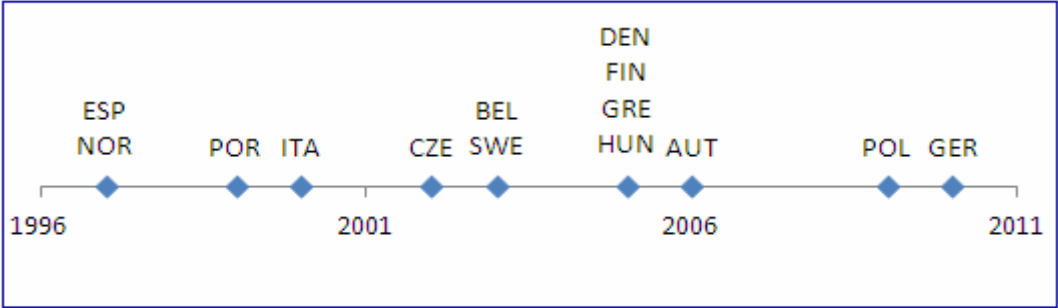 DEN
FIN
ESP BEL GRE
NOR POR ITA CZE SWE HUN AUT POL GER
1996 2001 2006 2011